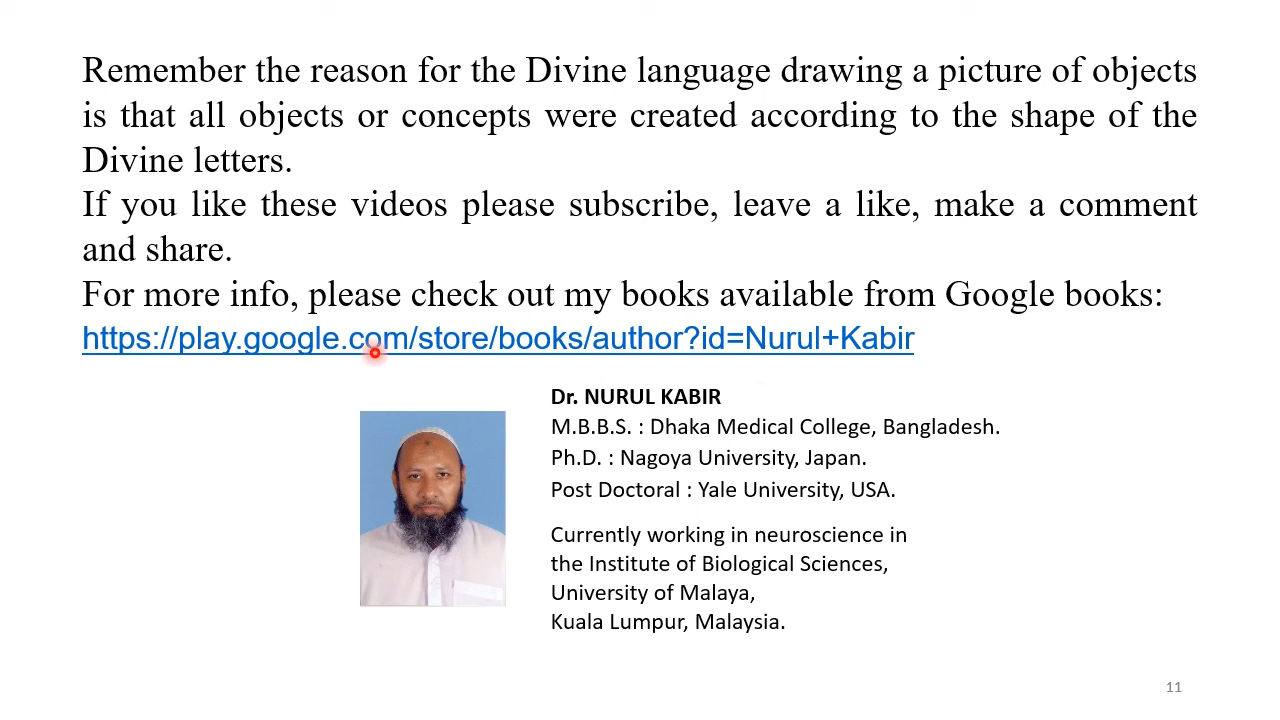 Remember the reason for the Divine language drawing a picture of objects
is that all objects or concepts were created according to the shape of the
Divine letters.
If you like these videos please subscribe, leave a like, make a comment
and share.
For more info, please check out my books available from Google books:
https://play.google.com/store/books/author?id=Nurul+Kabir
Dr. NURUL KABIR
M.B.B.S. : Dhaka Medical College, Bangladesh.
Ph.D. : Nagoya University, Japan.
Post Doctoral : Yale University, USA.
Currently working in neuroscience in
the Institute of Biological Sciences,
University of Malaya,
Kuala Lumpur, Malaysia.
11